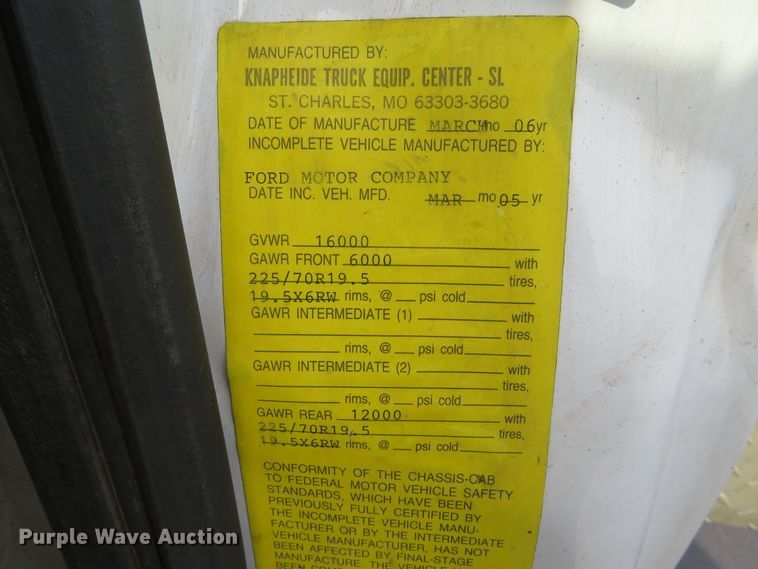 MANUFACTURED BY:
KNAPHEIDE TRUCK EQUIP. CENTER - SL
ST. CHARLES, MO 63303-3680
DATE OF MANUFACTURE MARCH mo 06 yr
INCOMPLETE VEHICLE MANUFACTURED BY:
FORD MOTOR COMPANY
DATE INC. VEH. MFD. MAR mo 05 yr
GVWR 16000
GAWR FRONT 6000 with
225/70R19.5 tires,
19.5X6RW rims, @ psi cold
GAWR INTERMEDIATE (1) with
tires,
rims, @ psi cold
GAWR INTERMEDIATE (2) with
tires,
rims, @ psi cold
GAWR REAR 12000 with
225/70R19.5 tires,
19.5X6RW rims, @ psi cold
CONFORMITY OF THE CHASSIS-CAB
TO FEDERAL MOTOR VEHICLE SAFETY
STANDARDS, WHICH HAVE BEEN
PREVIOUSLY FULLY CERTIFIED BY
THE INCOMPLETE VEHICLE MANU-
FACTURER OR BY THE INTERMEDIATE
VEHICLE MANUFACTURER, HAS NOT
BEEN AFFECTED BY FINAL-STAGE
MANUFACTURE. THE VEHICLE
Purple Wave Auction